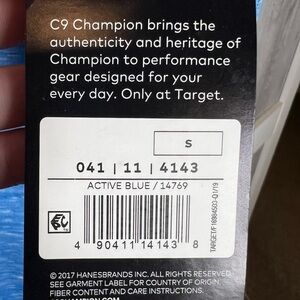 C9 Champion brings the
authenticity and heritage of
Champion to performance
gear designed for your
every day. Only at Target.
S
041 | 11 | 4143
ACTIVE BLUE / 14769
4 90411 14143 8
© 2017 HANESBRANDS INC. ALL RIGHTS RESERVED.
SEE GARMENT LABEL FOR COUNTRY OF ORIGIN,
FIBER CONTENT AND CARE INSTRUCTIONS.